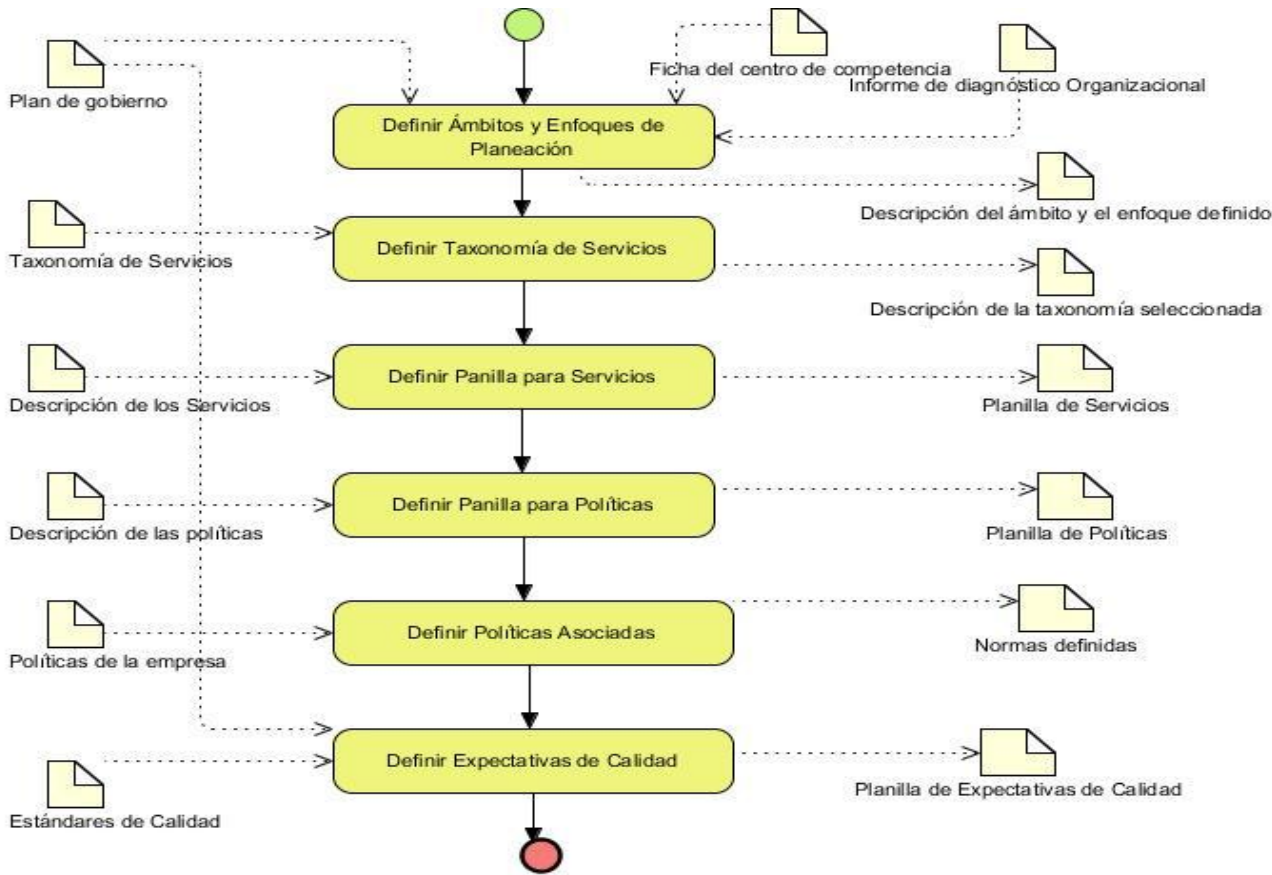 Plan de gobierno
Ficha del centro de competencia
Informe de diagnóstico Organizacional
Definir Ámbitos y Enfoques de
Planeación
Descripción del ámbito y el enfoque definido
Taxonomía de Servicios
Definir Taxonomía de Servicios
Descripción de la taxonomía seleccionada
Descripción de los Servicios
Definir Panilla para Servicios
Planilla de Servicios
Descripción de las políticas
Definir Panilla para Políticas
Planilla de Políticas
Políticas de la empresa
Definir Políticas Asociadas
Normas definidas
Estándares de Calidad
Definir Expectativas de Calidad
Planilla de Expectativas de Calidad